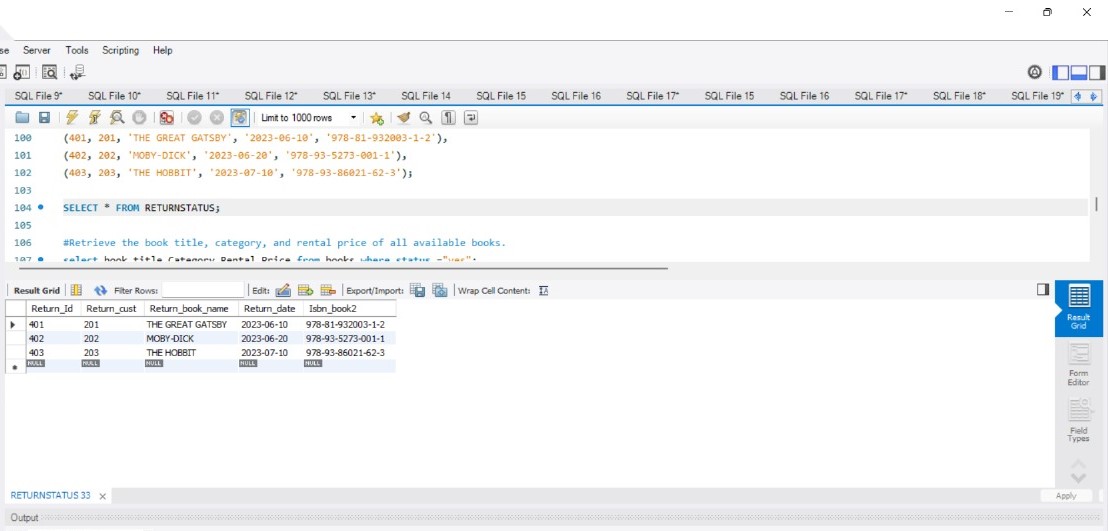 se Server Tools Scripting Help
SQL File 9* SQL File 10* SQL File 11* SQL File 12* SQL File 13* SQL File 14 SQL File 15 SQL File 16 SQL File 17* SQL File 15 SQL File 16 SQL File 17* SQL File 18* SQL File 19*
Limit to 1000 rows
100 (401, 201, 'THE GREAT GATSBY', '2023-06-10', '978-81-932003-1-2'),
101 (402, 202, 'MOBY-DICK', '2023-06-20', '978-93-5273-001-1'),
102 (403, 203, 'THE HOBBIT', '2023-07-10', '978-93-86021-62-3');
103
104 SELECT * FROM RETURNSTATUS;
105
106 #Retrieve the book title, category, and rental price of all available books.
107 select book_title,Category,Rental_Price from books where status ="yes";
Result Grid Filter Rows: Edit: Export/Import: Wrap Cell Content:
Return_Id Return_cust Return_book_name Return_date Isbn_book2
401 201 THE GREAT GATSBY 2023-06-10 978-81-932003-1-2
402 202 MOBY-DICK 2023-06-20 978-93-5273-001-1
403 203 THE HOBBIT 2023-07-10 978-93-86021-62-3
NULL NULL NULL NULL NULL
Result
Grid
Form
Editor
Field
Types
RETURNSTATUS 33
Apply
Output